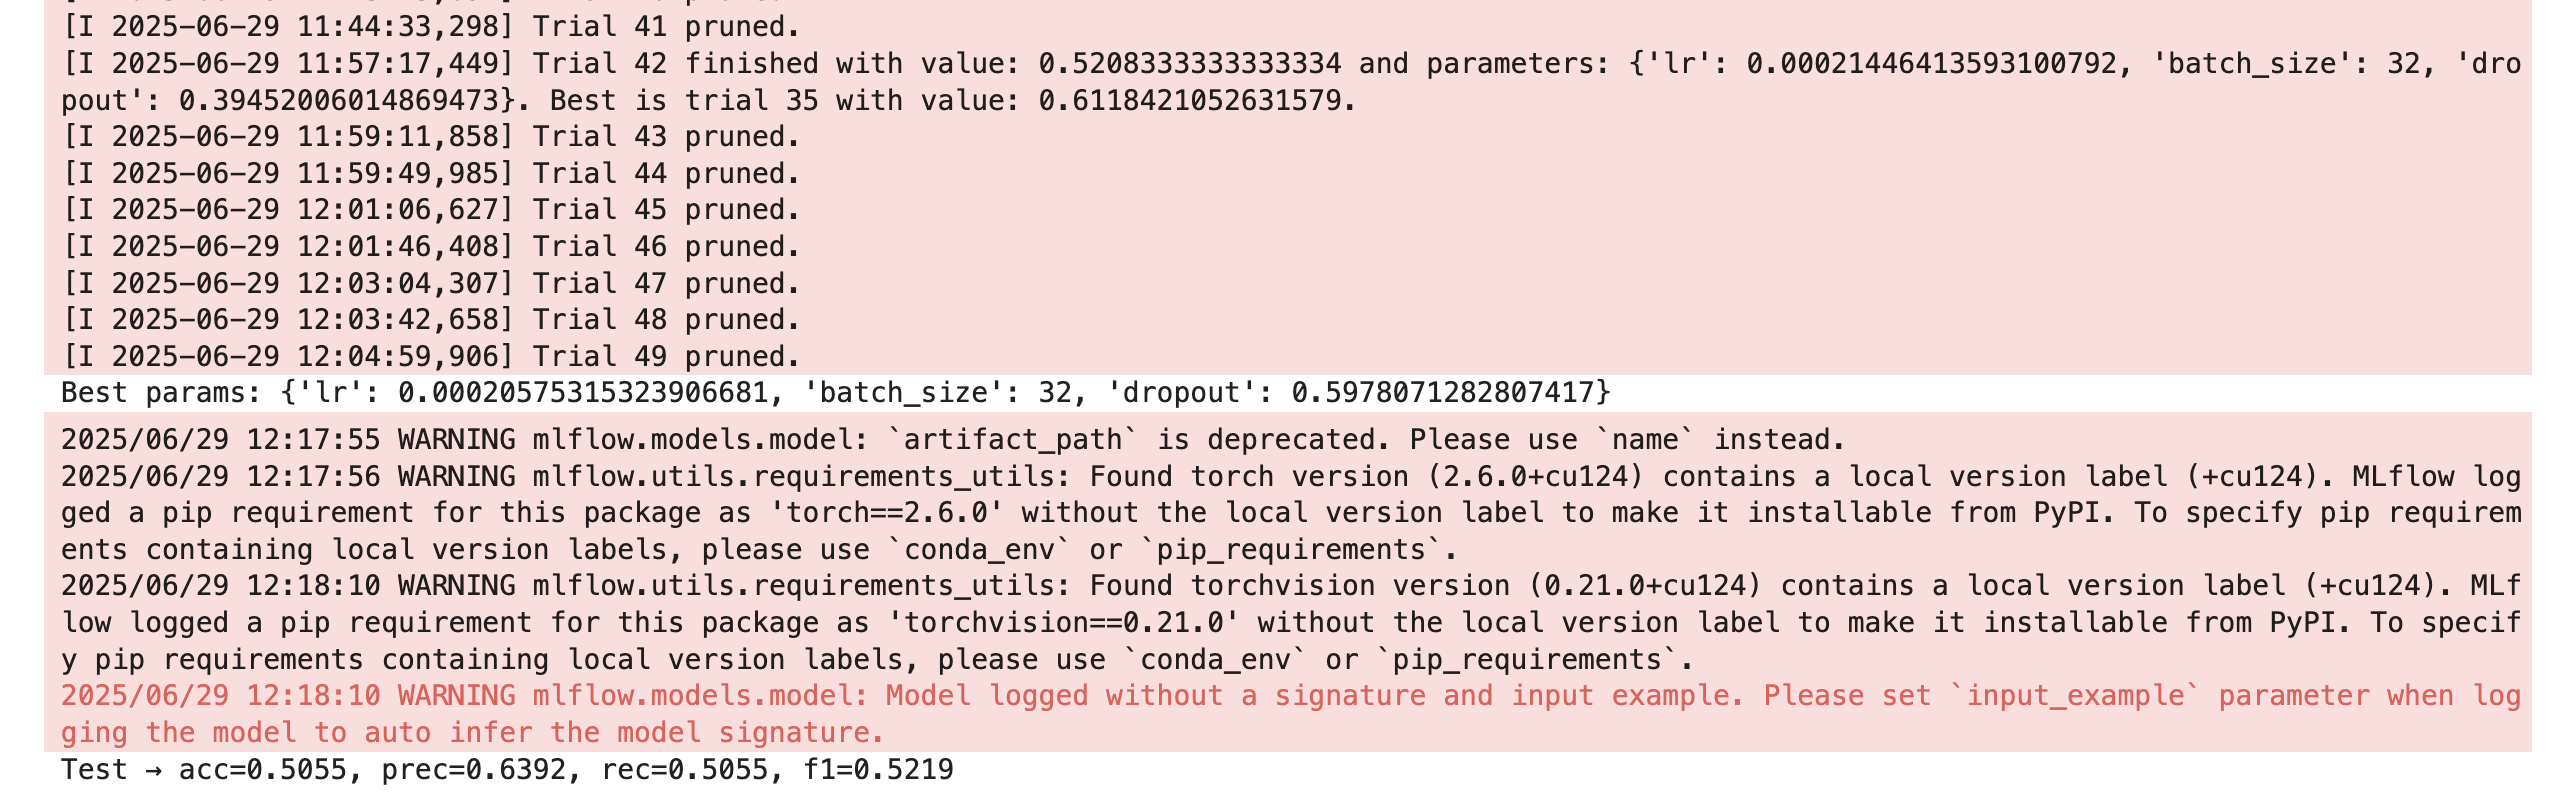 [I 2025-06-29 11:44:33,298] Trial 41 pruned.
[I 2025-06-29 11:57:17,449] Trial 42 finished with value: 0.5208333333333334 and parameters: {'lr': 0.00021446413593100792, 'batch_size': 32, 'dro
pout': 0.39452006014869473}. Best is trial 35 with value: 0.6118421052631579.
[I 2025-06-29 11:59:11,858] Trial 43 pruned.
[I 2025-06-29 11:59:49,985] Trial 44 pruned.
[I 2025-06-29 12:01:06,627] Trial 45 pruned.
[I 2025-06-29 12:01:46,408] Trial 46 pruned.
[I 2025-06-29 12:03:04,307] Trial 47 pruned.
[I 2025-06-29 12:03:42,658] Trial 48 pruned.
[I 2025-06-29 12:04:59,906] Trial 49 pruned.
Best params: {'lr': 0.00020575315323906681, 'batch_size': 32, 'dropout': 0.5978071282807417}
2025/06/29 12:17:55 WARNING mlflow.models.model: `artifact_path` is deprecated. Please use `name` instead.
2025/06/29 12:17:56 WARNING mlflow.utils.requirements_utils: Found torch version (2.6.0+cu124) contains a local version label (+cu124). MLflow log
ged a pip requirement for this package as 'torch==2.6.0' without the local version label to make it installable from PyPI. To specify pip requirem
ents containing local version labels, please use `conda_env` or `pip_requirements`.
2025/06/29 12:18:10 WARNING mlflow.utils.requirements_utils: Found torchvision version (0.21.0+cu124) contains a local version label (+cu124). MLf
low logged a pip requirement for this package as 'torchvision==0.21.0' without the local version label to make it installable from PyPI. To specif
y pip requirements containing local version labels, please use `conda_env` or `pip_requirements`.
2025/06/29 12:18:10 WARNING mlflow.models.model: Model logged without a signature and input example. Please set `input_example` parameter when log
ging the model to auto infer the model signature.
Test → acc=0.5055, prec=0.6392, rec=0.5055, f1=0.5219